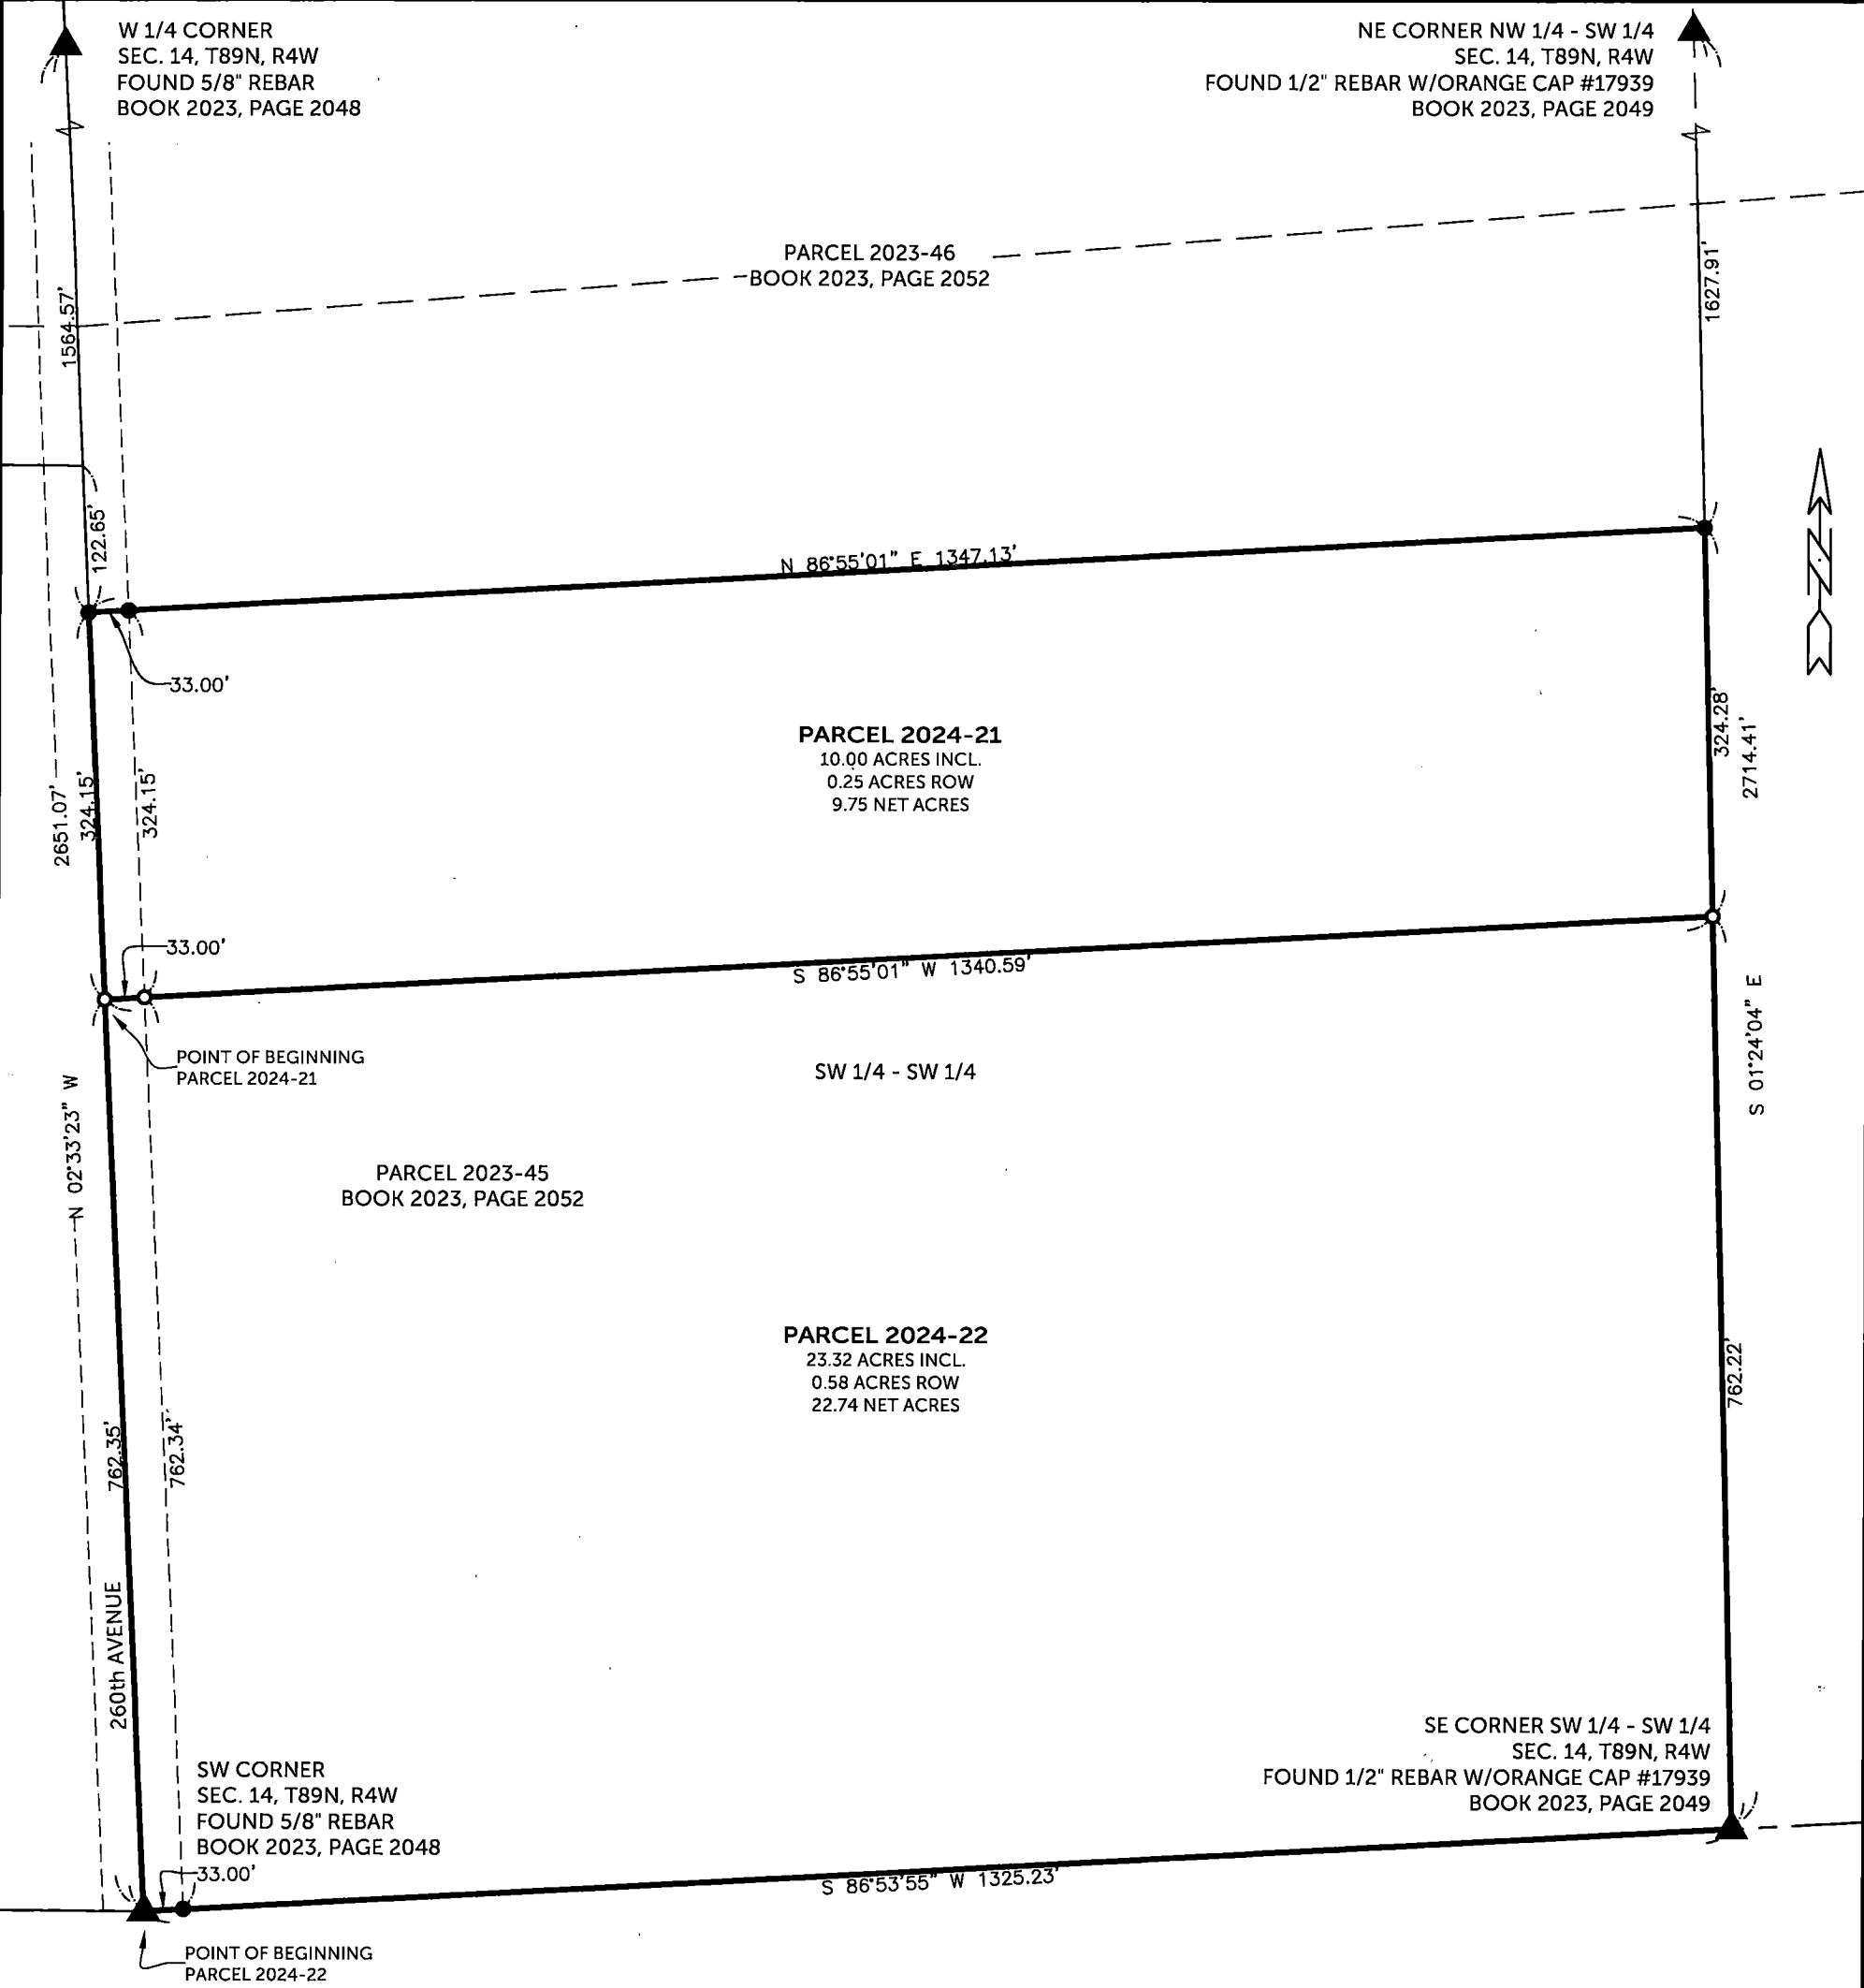 W 1/4 CORNER
SEC. 14, T89N, R4W
FOUND 5/8" REBAR
BOOK 2023, PAGE 2048
NE CORNER NW 1/4 - SW 1/4
SEC. 14, T89N, R4W
FOUND 1/2" REBAR W/ORANGE CAP #17939
BOOK 2023, PAGE 2049
PARCEL 2023-46
BOOK 2023, PAGE 2052
1564.57'
1627.91'
122.65'
N 86°55'01" E 1347.13'
33.00'
N
PARCEL 2024-21
10.00 ACRES INCL.
0.25 ACRES ROW
9.75 NET ACRES
2651.07'
324.15'
324.15'
324.28'
2714.41'
33.00'
S 86°55'01" W 1340.59'
POINT OF BEGINNING
PARCEL 2024-21
SW 1/4 - SW 1/4
S 01°24'04" E
N 02°33'23" W
PARCEL 2023-45
BOOK 2023, PAGE 2052
PARCEL 2024-22
23.32 ACRES INCL.
0.58 ACRES ROW
22.74 NET ACRES
762.35'
762.34'
762.22'
260th AVENUE
SW CORNER
SEC. 14, T89N, R4W
FOUND 5/8" REBAR
BOOK 2023, PAGE 2048
33.00'
SE CORNER SW 1/4 - SW 1/4
SEC. 14, T89N, R4W
FOUND 1/2" REBAR W/ORANGE CAP #17939
BOOK 2023, PAGE 2049
S 86°53'55" W 1325.23'
POINT OF BEGINNING
PARCEL 2024-22